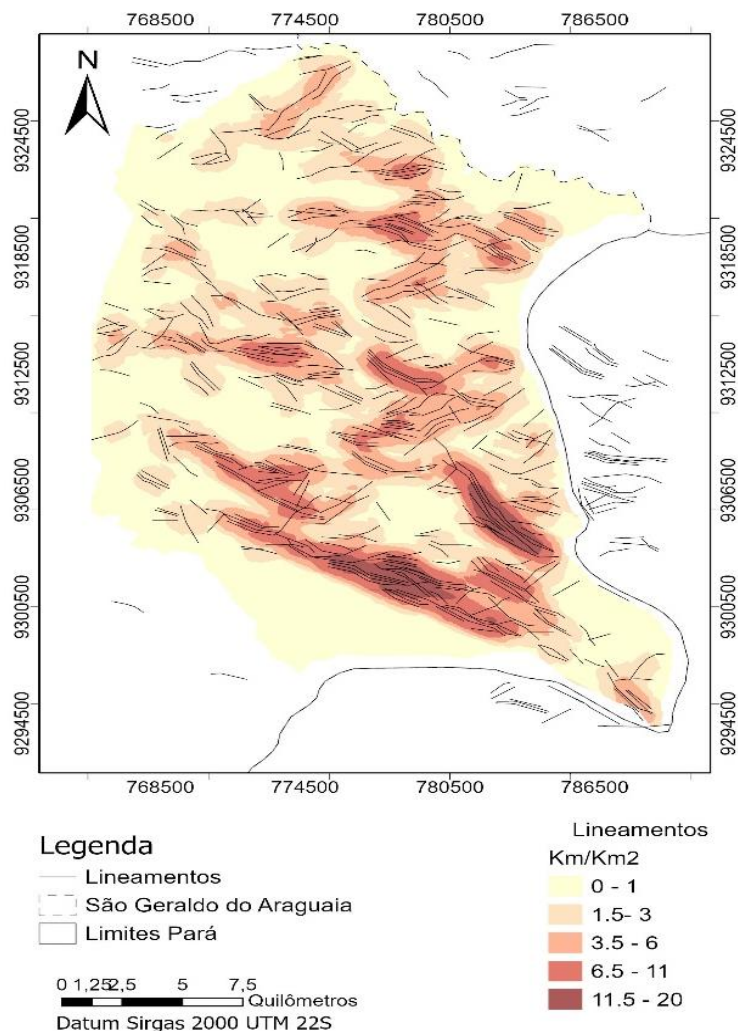 768500 774500 780500 786500
N
9324500 9324500
9318500 9318500
9312500 9312500
9306500 9306500
9300500 9300500
9294500 9294500
768500 774500 780500 786500
Legenda
Lineamentos
São Geraldo do Araguaia
Limites Pará
0 1,25 2,5 5 7,5
Quilômetros
Datum Sirgas 2000 UTM 22S
Lineamentos
Km/Km2
0 - 1
1.5- 3
3.5 - 6
6.5 - 11
11.5 - 20